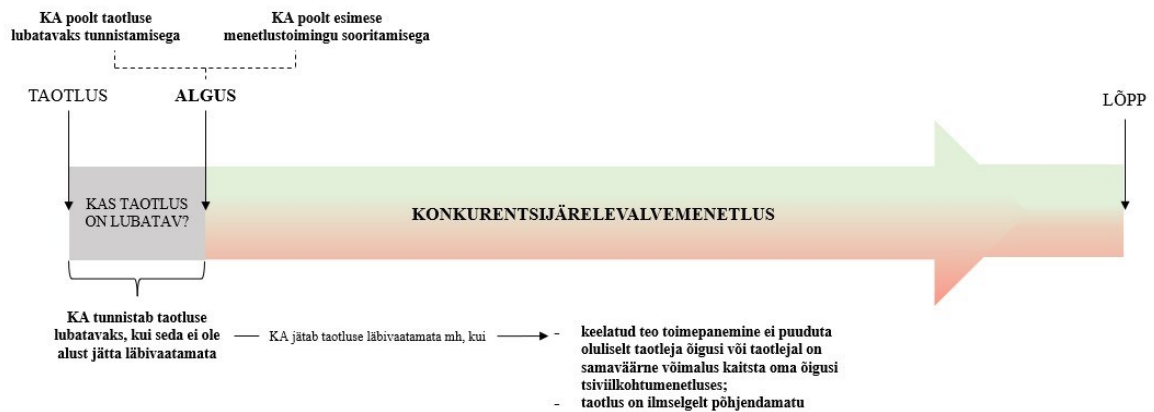 KA poolt taotluse
lubatavaks tunnistamisega
KA poolt esimese
menetlustoimingu sooritamisega
TAOTLUS
ALGUS
LÕPP
KAS TAOTLUS
ON LUBATAV?
KONKURENTSIJÄRELEVALVEMENETLUS
KA tunnistab taotluse
lubatavaks, kui seda ei ole
alust jätta läbivaatamata
KA jätab taotluse läbivaatamata mh, kui
- keelatud teo toimepanemine ei puuduta
oluliselt taotleja õigusi või taotlejal on
samaväärne võimalus kaitsta oma õigusi
tsiviilkohtumenetluses;
- taotlus on ilmselgelt põhjendamatu